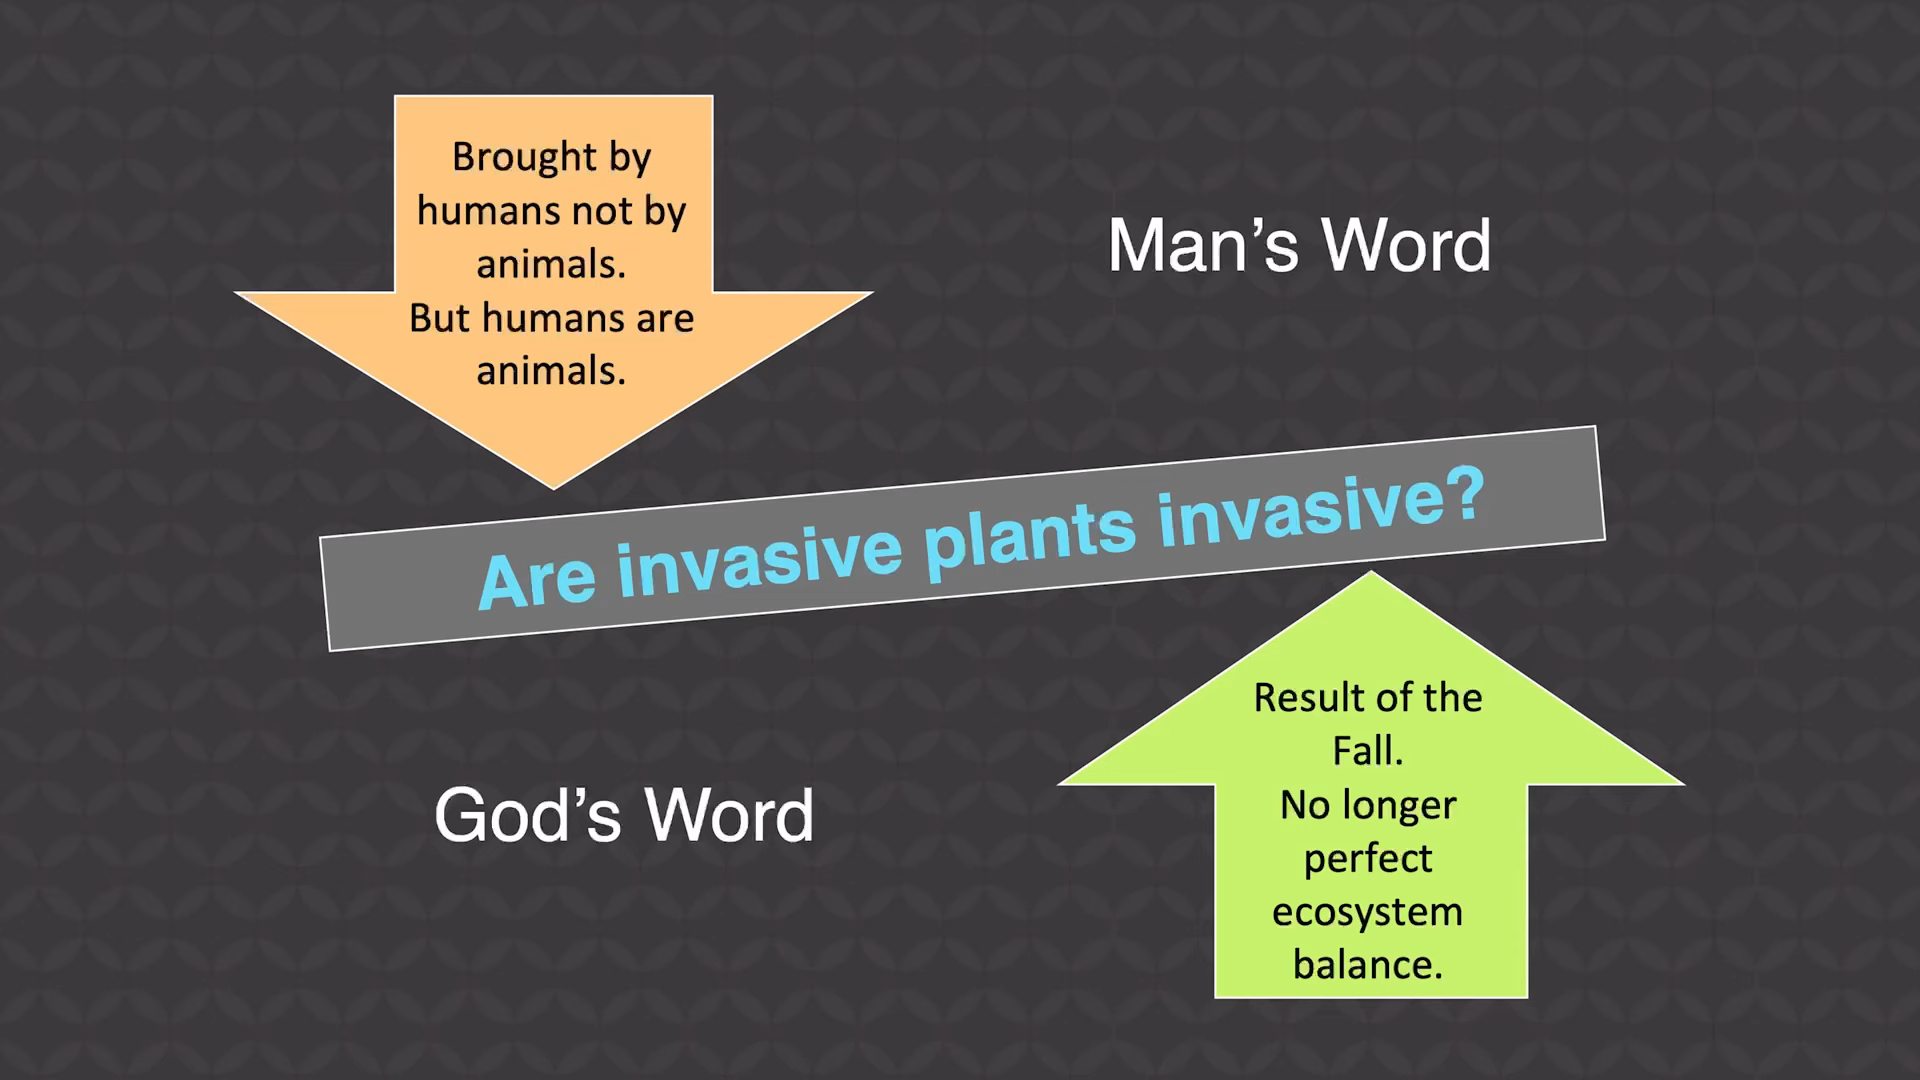 Brought by
humans not by
animals.
But humans are
animals.
Man’s Word
Are invasive plants invasive?
God’s Word
Result of the
Fall.
No longer
perfect
ecosystem
balance.